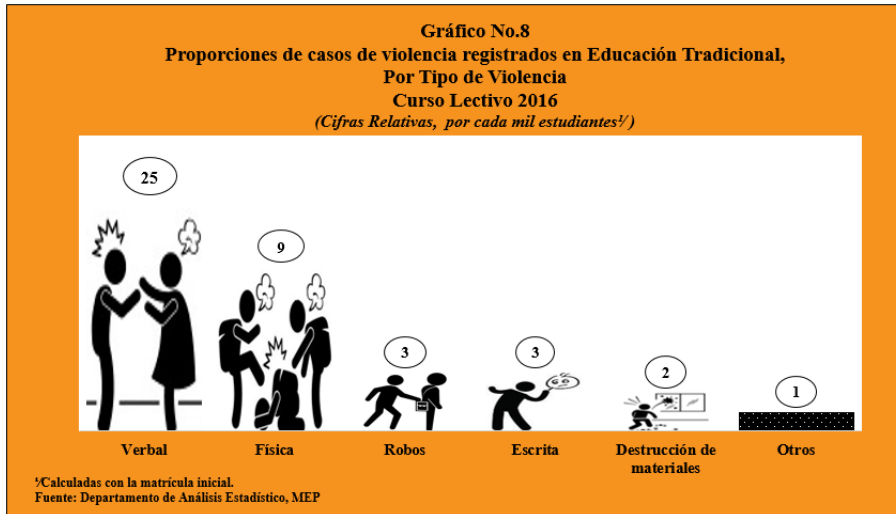 Gráfico No.8
Proporciones de casos de violencia registrados en Educación Tradicional,
Por Tipo de Violencia
Curso Lectivo 2016
(Cifras Relativas, por cada mil estudiantes¹⁄)
25
9
3
3
2
1
Verbal
Física
Robos
Escrita
Destrucción de
materiales
Otros
¹⁄Calculadas con la matrícula inicial.
Fuente: Departamento de Análisis Estadístico, MEP